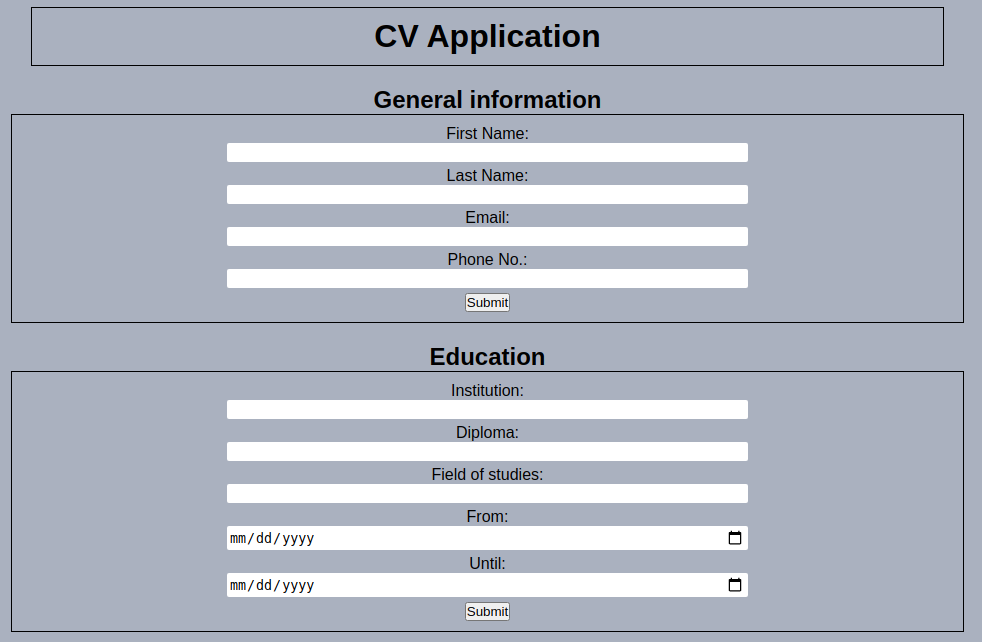 CV Application
General information
First Name:
Last Name:
Email:
Phone No.:
Submit
Education
Institution:
Diploma:
Field of studies:
From:
mm/dd/yyyy
Until:
mm/dd/yyyy
Submit